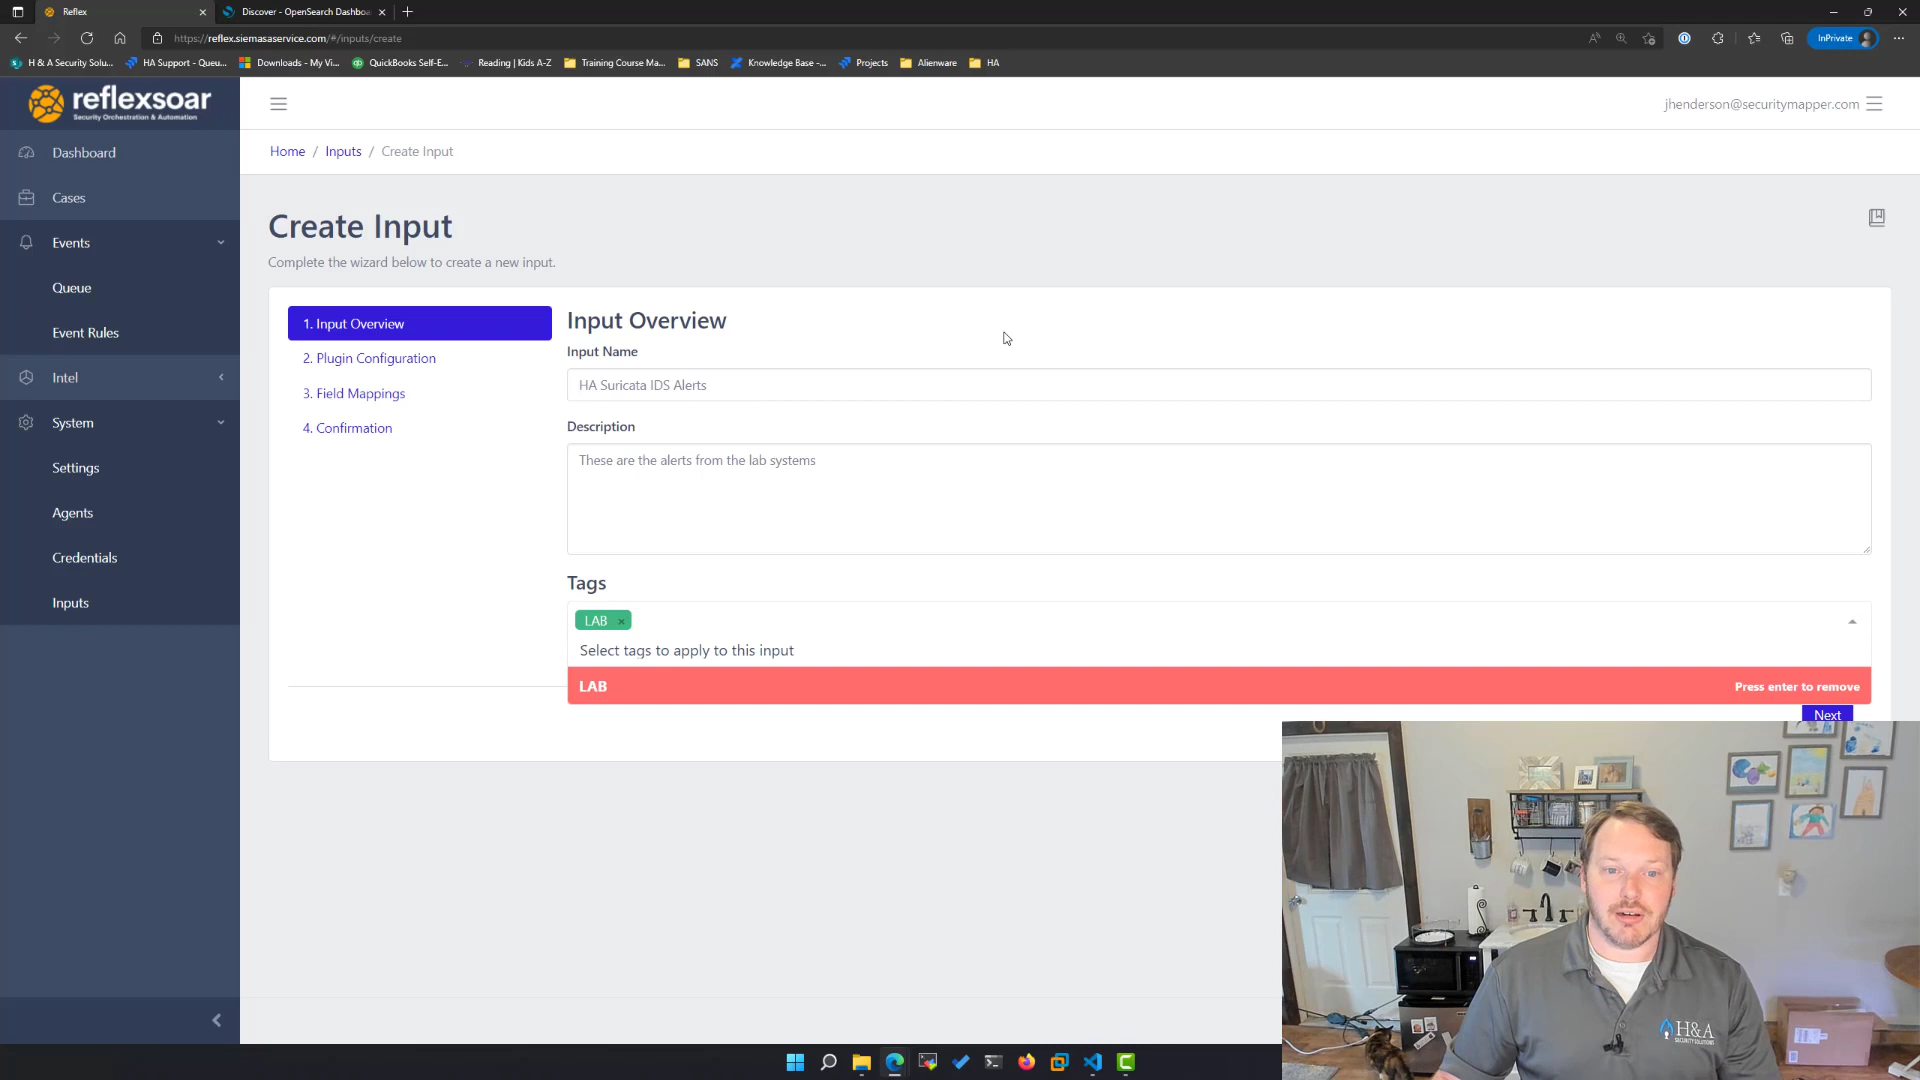 Reflex
Discover - OpenSearch Dashboa
https://reflex.siemasaservice.com/#/inputs/create
InPrivate
H & A Security Solu...
HA Support - Queu...
Downloads - My Vi...
QuickBooks Self-E...
Reading | Kids A-Z
Training Course Ma...
SANS
Knowledge Base -...
Projects
Alienware
HA
reflexsoar
Security Orchestration & Automation
jhenderson@securitymapper.com
Home / Inputs / Create Input
Dashboard
Cases
Events
Queue
Event Rules
Intel
System
Settings
Agents
Credentials
Inputs
Create Input
Complete the wizard below to create a new input.
1. Input Overview
2. Plugin Configuration
3. Field Mappings
4. Confirmation
Input Overview
Input Name
HA Suricata IDS Alerts
Description
These are the alerts from the lab systems
Tags
LAB ×
Select tags to apply to this input
LAB
Press enter to remove
Next
H&A
SECURITY SOLUTIONS